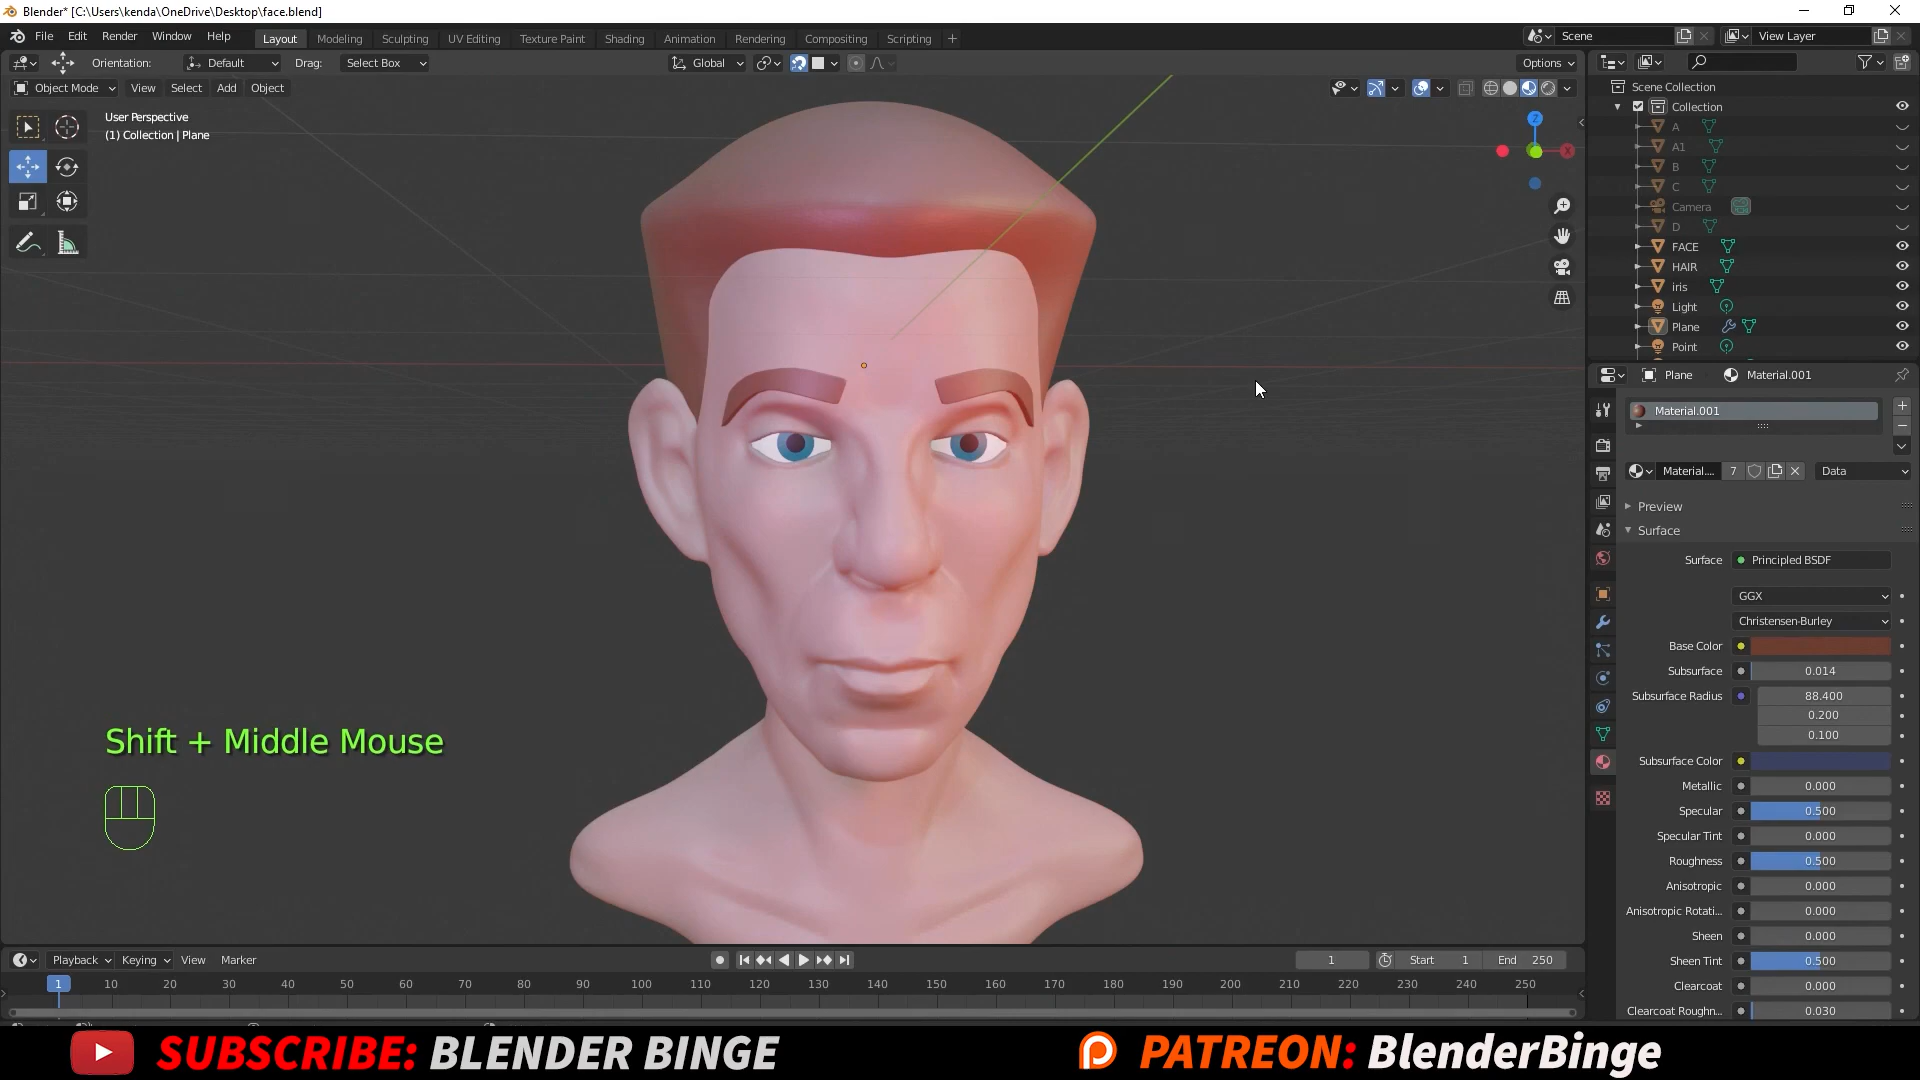 Blender* [C:\Users\kenda\OneDrive\Desktop\face.blend]
File Edit Render Window Help Layout Modeling Sculpting UV Editing Texture Paint Shading Animation Rendering Compositing Scripting + Scene View Layer
Orientation: Default Drag: Select Box Global Options
Object Mode View Select Add Object
User Perspective
(1) Collection | Plane
Z
X
Scene Collection
Collection
A
A1
B
C
Camera
D
FACE
HAIR
iris
Light
Plane
Point
Plane Material.001
Material.001
Material.... 7 Data
Preview
Surface
Surface Principled BSDF
GGX
Christensen-Burley
Base Color
Subsurface 0.014
Subsurface Radius 88.400
0.200
0.100
Subsurface Color
Metallic 0.000
Specular 0.500
Specular Tint 0.000
Roughness 0.500
Anisotropic 0.000
Anisotropic Rotati... 0.000
Sheen 0.000
Sheen Tint 0.500
Clearcoat 0.000
Clearcoat Roughn... 0.030
Shift + Middle Mouse
Playback Keying View Marker 1 Start 1 End 250
1 10 20 30 40 50 60 70 80 90 100 110 120 130 140 150 160 170 180 190 200 210 220 230 240 250
SUBSCRIBE: BLENDER BINGE PATREON: BlenderBinge